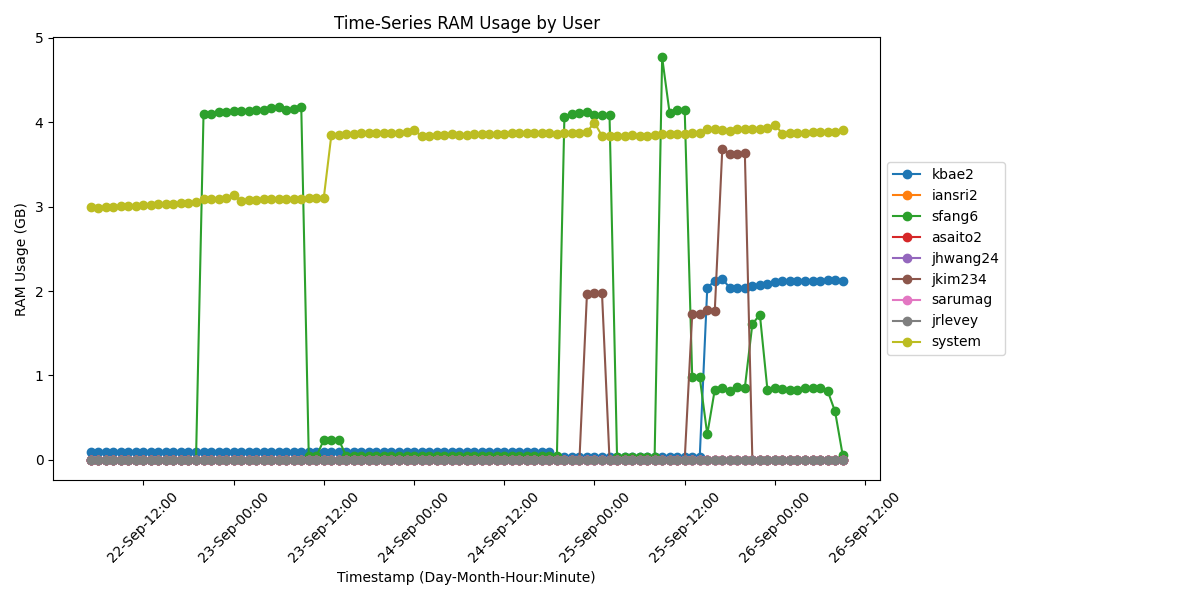 Time-Series RAM Usage by User
RAM Usage (GB)
5
4
3
2
1
0
22-Sep-12:00
23-Sep-00:00
23-Sep-12:00
24-Sep-00:00
24-Sep-12:00
25-Sep-00:00
25-Sep-12:00
26-Sep-00:00
26-Sep-12:00
Timestamp (Day-Month-Hour:Minute)
kbae2
iansri2
sfang6
asaito2
jhwang24
jkim234
sarumag
jrlevey
system